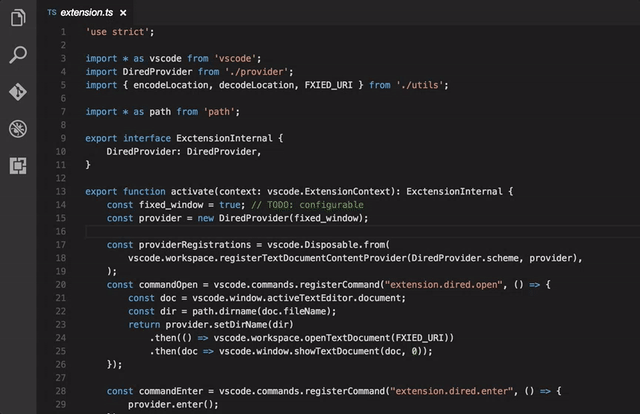 TS extension.ts ×
1 'use strict';
2
3 import * as vscode from 'vscode';
4 import DiredProvider from './provider';
5 import { encodeLocation, decodeLocation, FXIED_URI } from './utils';
6
7 import * as path from 'path';
8
9 export interface ExctensionInternal {
10 DiredProvider: DiredProvider,
11 }
12
13 export function activate(context: vscode.ExtensionContext): ExctensionInternal {
14 const fixed_window = true; // TODO: configurable
15 const provider = new DiredProvider(fixed_window);
16
17 const providerRegistrations = vscode.Disposable.from(
18 vscode.workspace.registerTextDocumentContentProvider(DiredProvider.scheme, provider),
19 );
20 const commandOpen = vscode.commands.registerCommand("extension.dired.open", () => {
21 const doc = vscode.window.activeTextEditor.document;
22 const dir = path.dirname(doc.fileName);
23 return provider.setDirName(dir)
24 .then(() => vscode.workspace.openTextDocument(FXIED_URI))
25 .then(doc => vscode.window.showTextDocument(doc, 0));
26 });
27
28 const commandEnter = vscode.commands.registerCommand("extension.dired.enter", () => {
29 provider.enter();